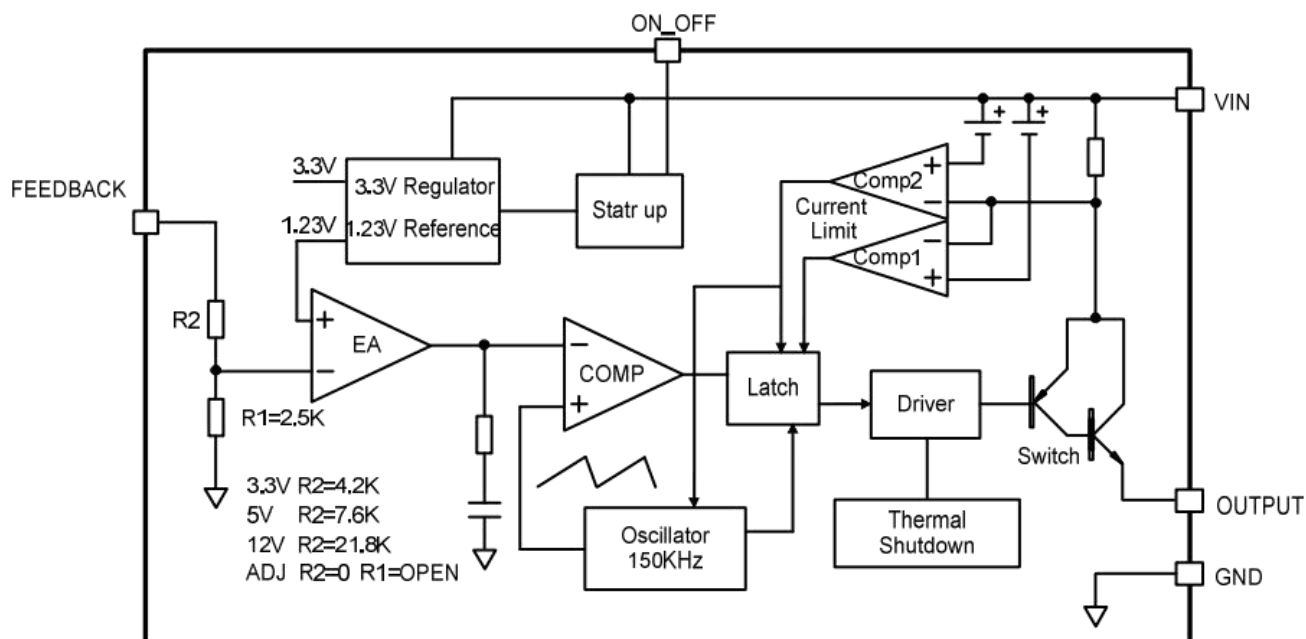 ON_OFF
VIN
FEEDBACK
3.3V
3.3V Regulator
1.23V
1.23V Reference
Statr up
+
+
+
Comp2
−
Current
Limit
−
Comp1
+
R2
+
EA
−
R1=2.5K
−
COMP
+
Latch
Driver
Switch
3.3V R2=4.2K
5V R2=7.6K
12V R2=21.8K
ADJ R2=0 R1=OPEN
Oscillator
150KHz
Thermal
Shutdown
OUTPUT
GND